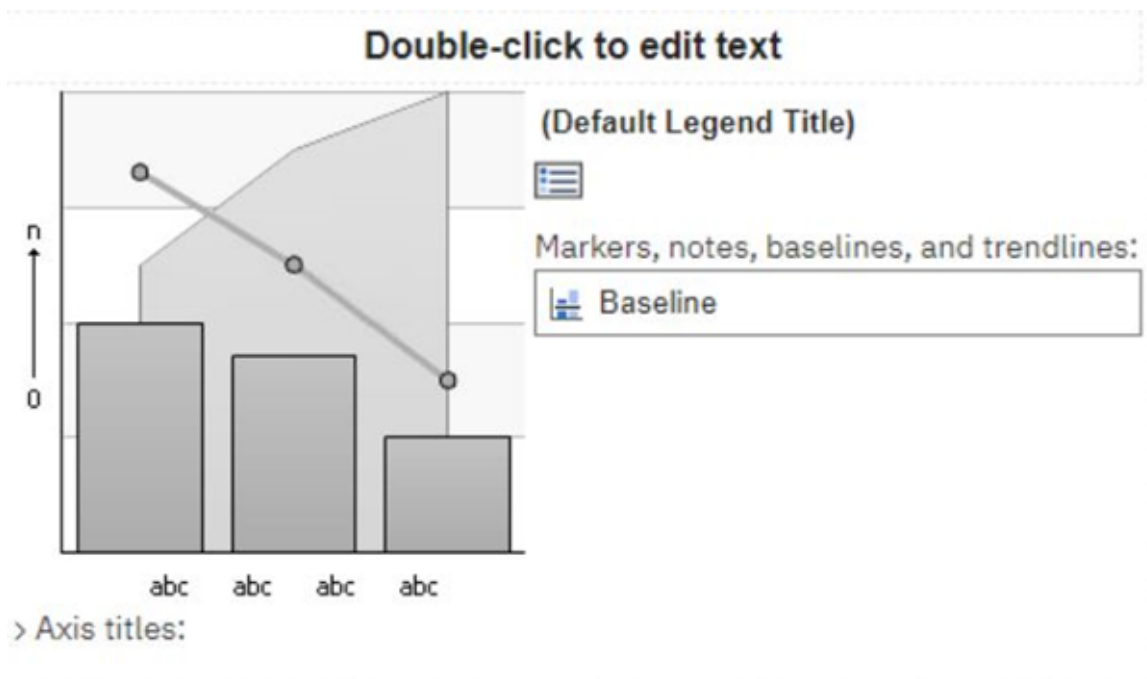 Double-click to edit text
(Default Legend Title)
Markers, notes, baselines, and trendlines:
Baseline
n
0
abc abc abc abc
> Axis titles: